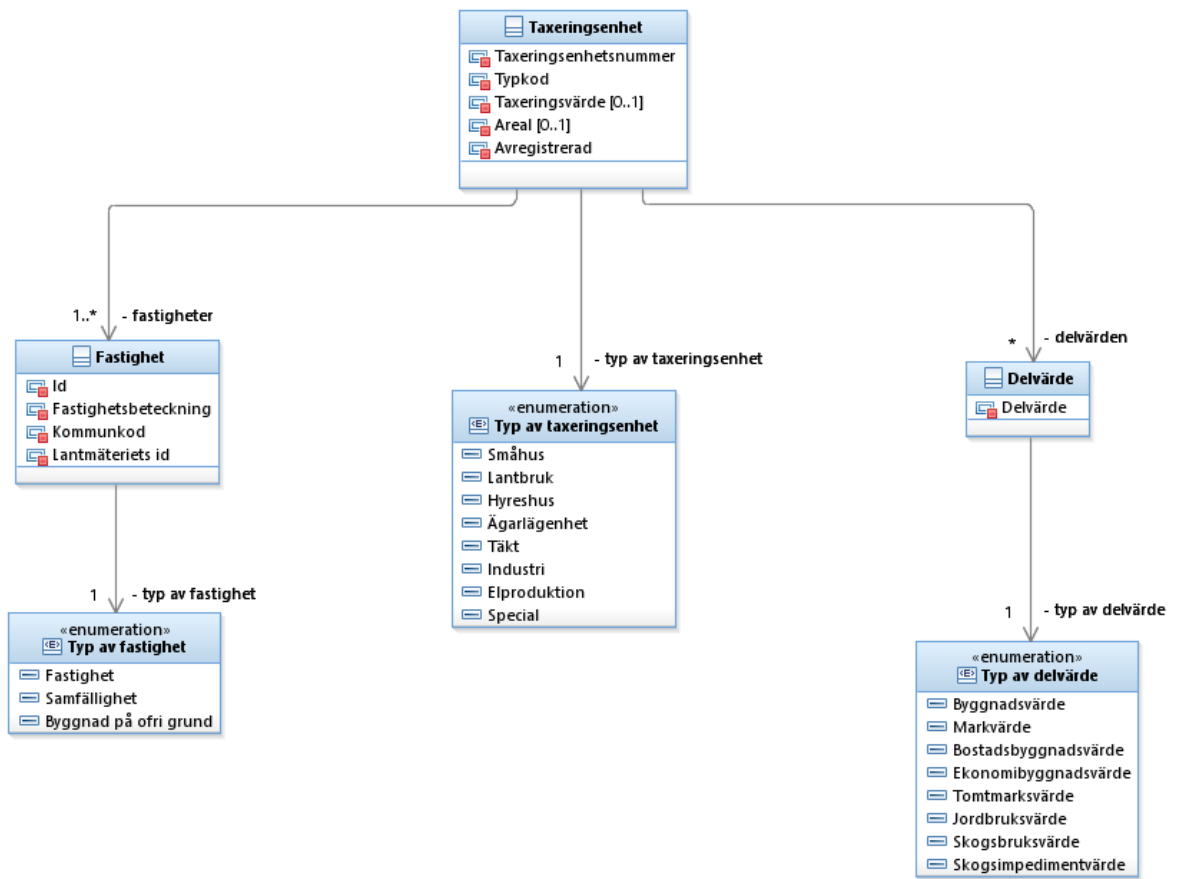 Taxeringsenhet
Taxeringsenhetsnummer
Typkod
Taxeringsvärde [0..1]
Areal [0..1]
Avregistrerad
1..* - fastigheter
Fastighet
Id
Fastighetsbeteckning
Kommunkod
Lantmäteriets id
1 - typ av fastighet
«enumeration»
<E> Typ av fastighet
Fastighet
Samfällighet
Byggnad på ofri grund
1 - typ av taxeringsenhet
«enumeration»
<E> Typ av taxeringsenhet
Småhus
Lantbruk
Hyreshus
Ägarlägenhet
Täkt
Industri
Elproduktion
Special
* - delvärden
Delvärde
Delvärde
1 - typ av delvärde
«enumeration»
<E> Typ av delvärde
Byggnadsvärde
Markvärde
Bostadsbyggnadsvärde
Ekonomibyggnadsvärde
Tomtmarksvärde
Jordbruksvärde
Skogsbruksvärde
Skogsimpedimentvärde